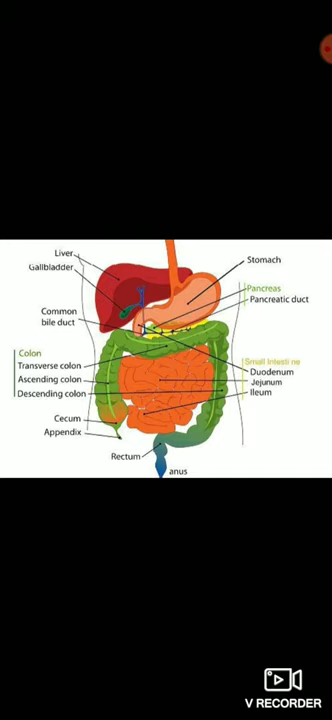 Liver
Gallbladder
Common
bile duct
Colon
Transverse colon
Ascending colon
Descending colon
Cecum
Appendix
Rectum
anus
Stomach
Pancreas
Pancreatic duct
Small Intesti ne
Duodenum
Jejunum
Ileum
V RECORDER